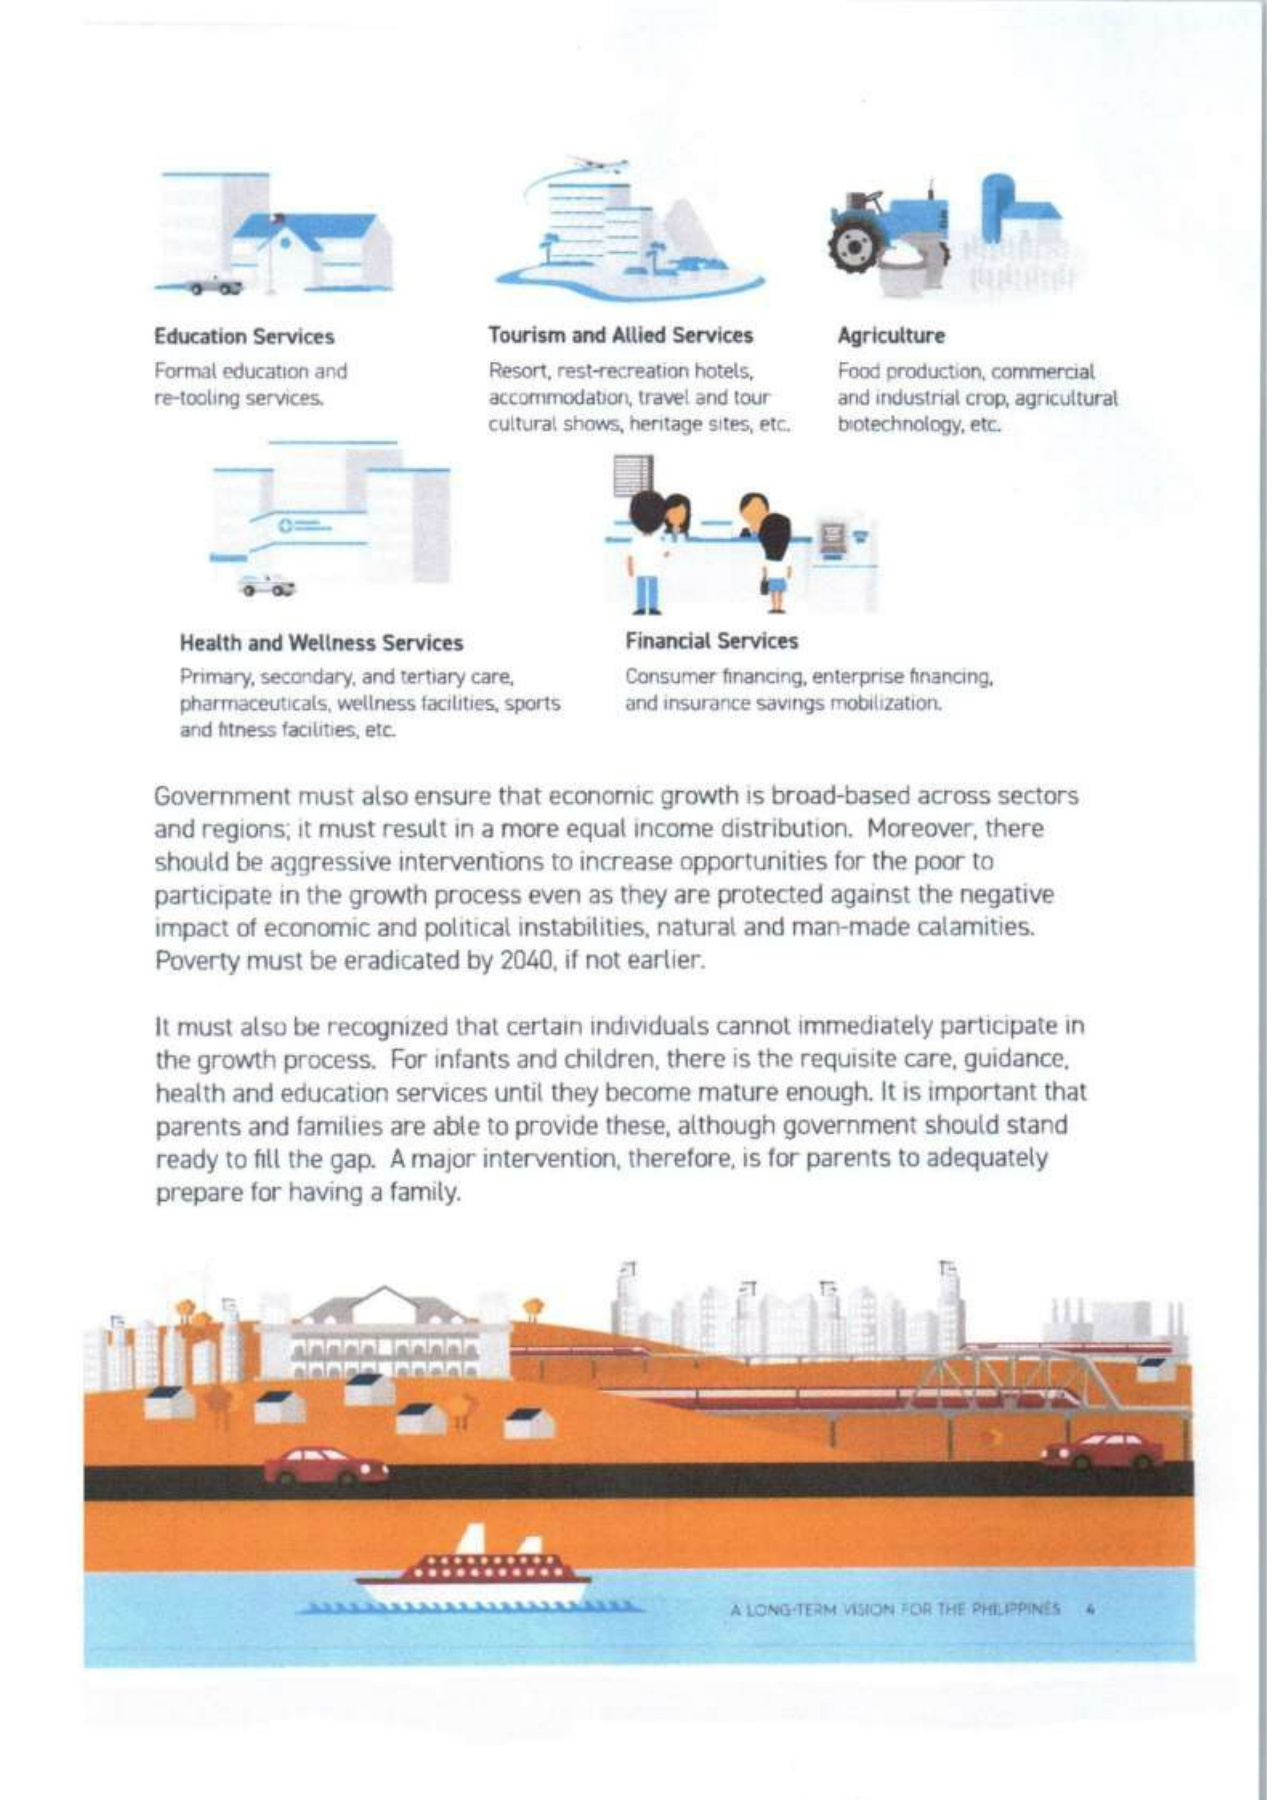 Education Services
Formal education and
re-tooling services.
Tourism and Allied Services
Resort, rest-recreation hotels,
accommodation, travel and tour
cultural shows, heritage sites, etc.
Agriculture
Food production, commercial
and industrial crop, agricultural
biotechnology, etc.
Health and Wellness Services
Primary, secondary, and tertiary care,
pharmaceuticals, wellness facilities, sports
and fitness facilities, etc.
Financial Services
Consumer financing, enterprise financing,
and insurance savings mobilization.
Government must also ensure that economic growth is broad-based across sectors
and regions; it must result in a more equal income distribution. Moreover, there
should be aggressive interventions to increase opportunities for the poor to
participate in the growth process even as they are protected against the negative
impact of economic and political instabilities, natural and man-made calamities.
Poverty must be eradicated by 2040, if not earlier.
It must also be recognized that certain individuals cannot immediately participate in
the growth process. For infants and children, there is the requisite care, guidance,
health and education services until they become mature enough. It is important that
parents and families are able to provide these, although government should stand
ready to fill the gap. A major intervention, therefore, is for parents to adequately
prepare for having a family.
A LONG-TERM VISION FOR THE PHILIPPINES 4